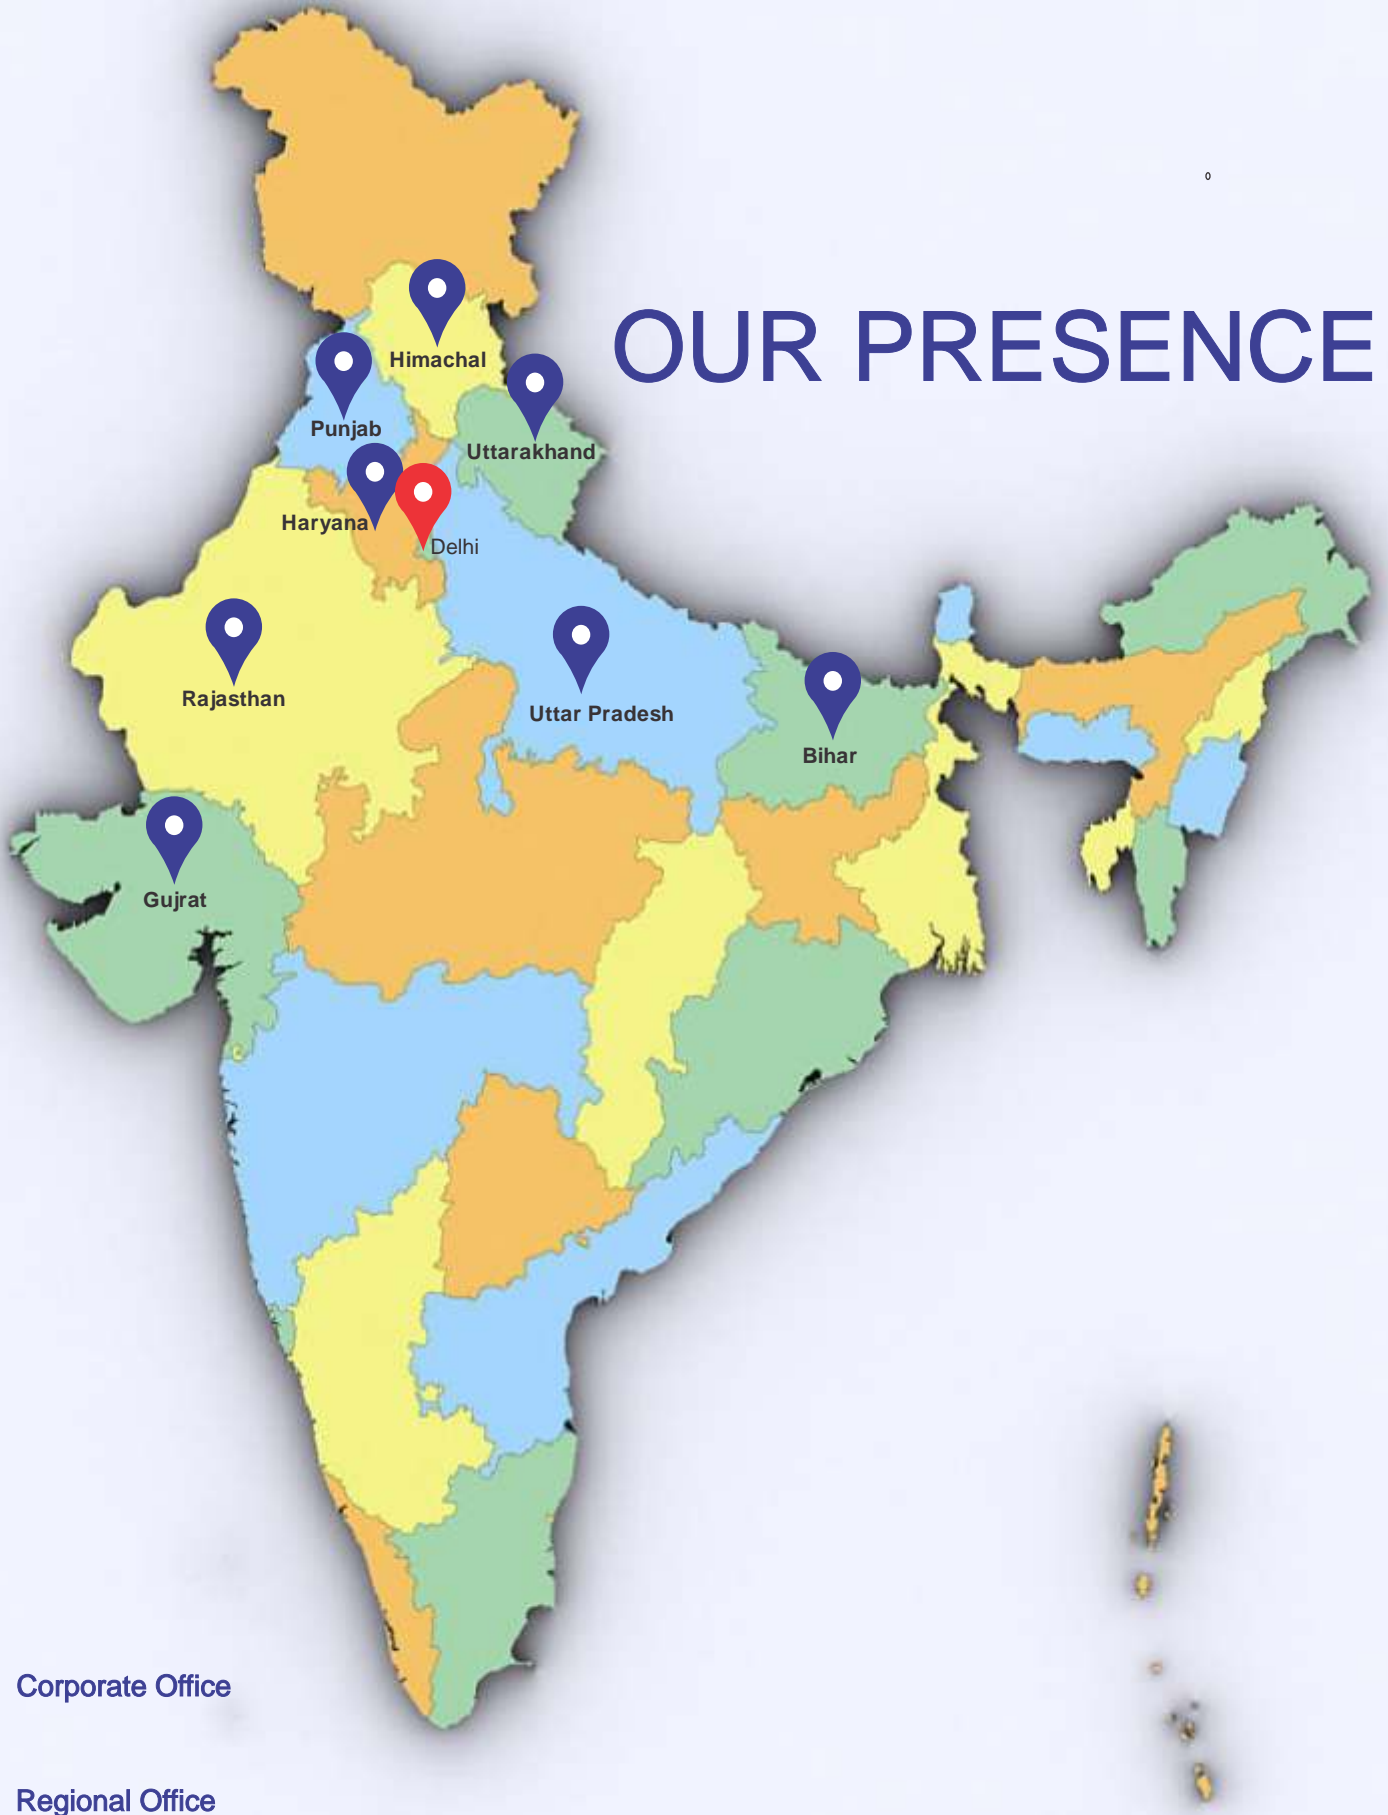 OUR PRESENCE
Himachal
Punjab
Uttarakhand
Haryana
Delhi
Rajasthan
Uttar Pradesh
Bihar
Gujrat
Corporate Office
Regional Office